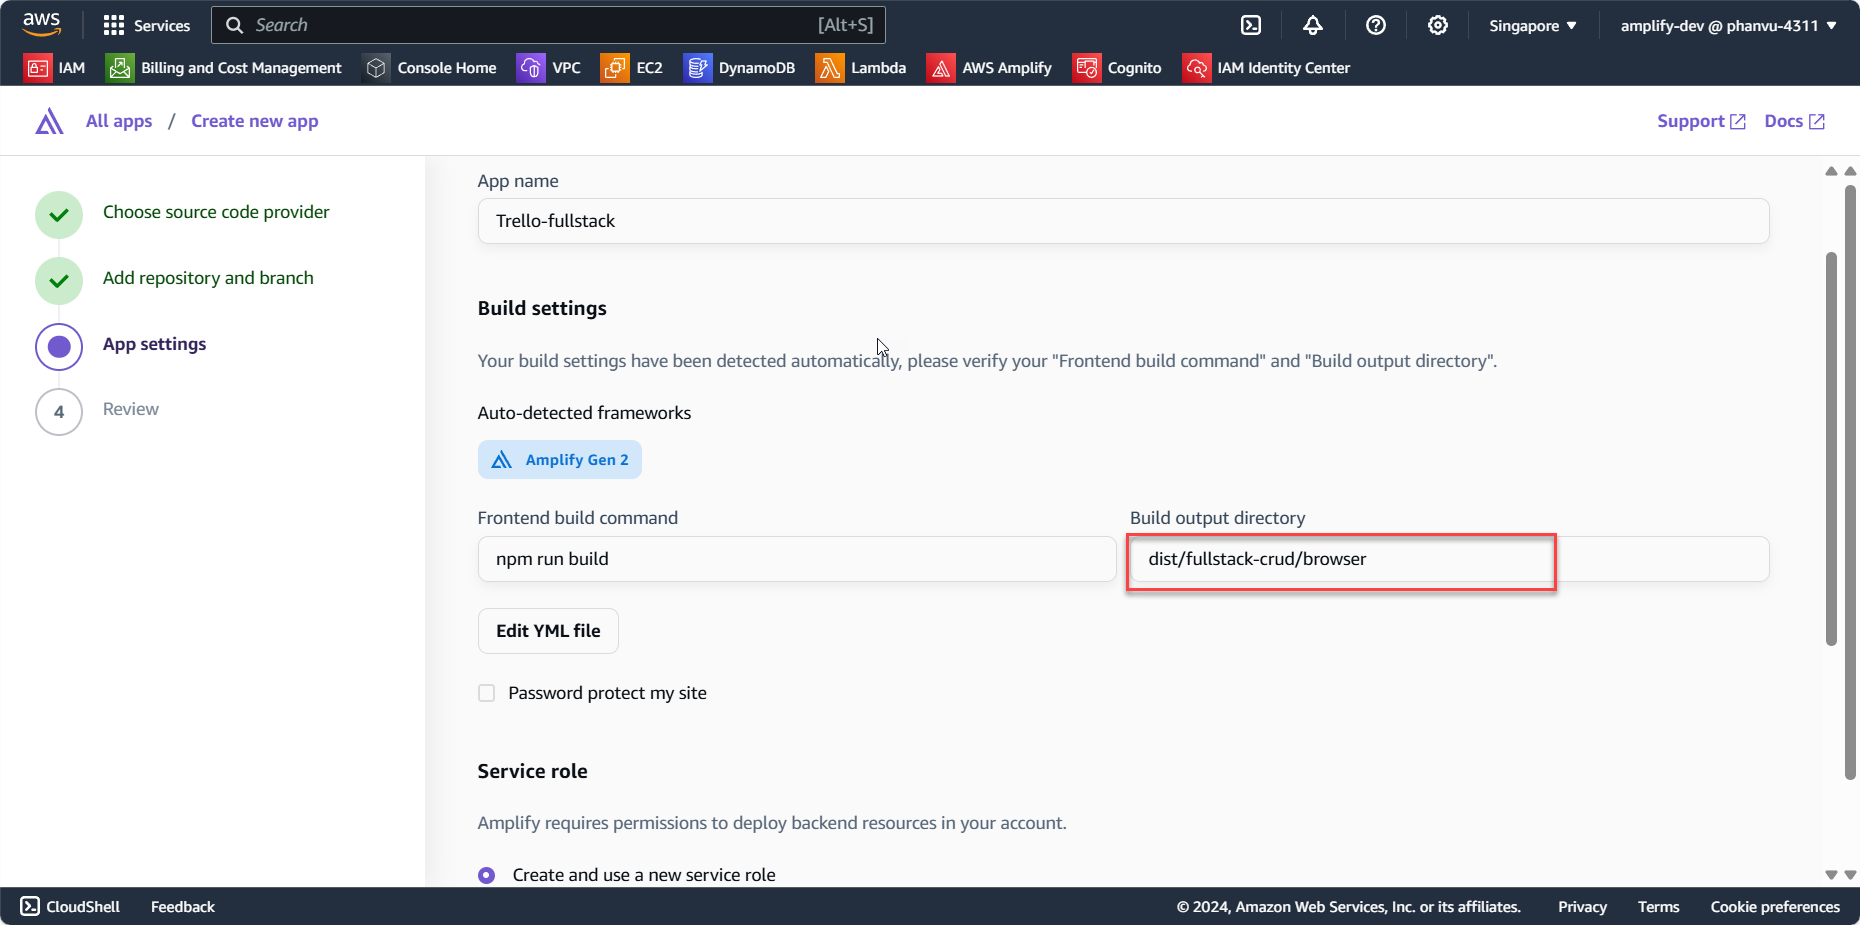 aws Services Search [Alt+S] Singapore ▼ amplify-dev @ phanvu-4311 ▼
IAM Billing and Cost Management Console Home VPC EC2 DynamoDB Lambda AWS Amplify Cognito IAM Identity Center
All apps / Create new app Support Docs
Choose source code provider
Add repository and branch
App settings
4 Review
App name
Trello-fullstack
Build settings
Your build settings have been detected automatically, please verify your "Frontend build command" and "Build output directory".
Auto-detected frameworks
Amplify Gen 2
Frontend build command Build output directory
npm run build dist/fullstack-crud/browser
Edit YML file
Password protect my site
Service role
Amplify requires permissions to deploy backend resources in your account.
Create and use a new service role
CloudShell Feedback © 2024, Amazon Web Services, Inc. or its affiliates. Privacy Terms Cookie preferences